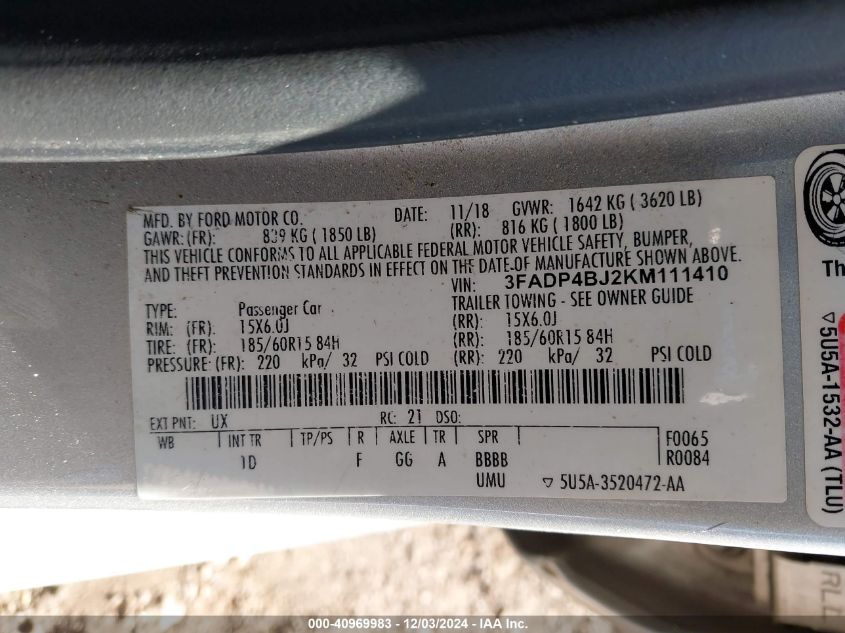 MFD. BY FORD MOTOR CO. DATE: 11/18 GVWR: 1642 KG ( 3620 LB)
GAWR:(FR): 839 KG ( 1850 LB) (RR): 816 KG ( 1800 LB)
THIS VEHICLE CONFORMS TO ALL APPLICABLE FEDERAL MOTOR VEHICLE SAFETY, BUMPER,
AND THEFT PREVENTION STANDARDS IN EFFECT ON THE DATE OF MANUFACTURE SHOWN ABOVE.
VIN: 3FADP4BJ2KM111410
TYPE: Passenger Car TRAILER TOWING - SEE OWNER GUIDE
RIM: (FR): 15X6.0J (RR): 15X6.0J
TIRE: (FR): 185/60R15 84H (RR): 185/60R15 84H
PRESSURE:(FR): 220 kPa/ 32 PSI COLD (RR): 220 kPa/ 32 PSI COLD
EXT PNT: UX RC: 21 DSO:
WB INT TR TP/PS R AXLE TR SPR F0065
1D F GG A BBBB R0084
UMU ▽ 5U5A-3520472-AA
Th
▽ 5U5A-1532-AA (TLU)
RL
000-40969983 - 12/03/2024 - IAA Inc.